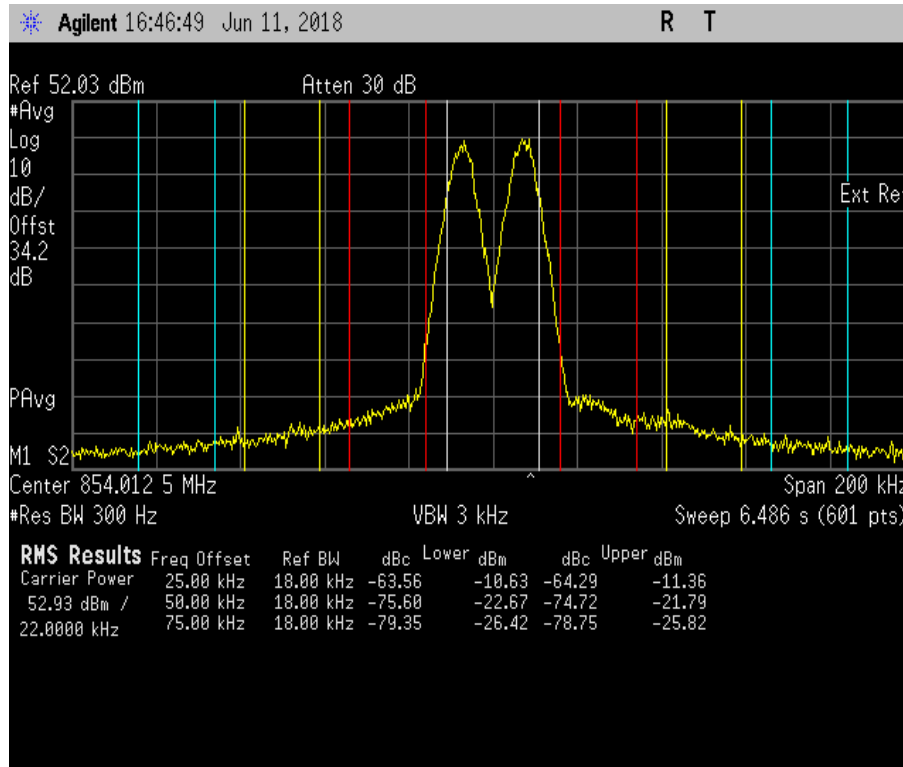 Agilent 16:46:49 Jun 11, 2018 R T
Ref 52.03 dBm Atten 30 dB
#Avg
Log
10
dB/
Offst
34.2
dB
Ext Re
PAvg
M1 S2
Center 854.012 5 MHz Span 200 kHz
#Res BW 300 Hz VBW 3 kHz Sweep 6.486 s (601 pts)
RMS Results Freq Offset Ref BW dBc Lower dBm dBc Upper dBm
Carrier Power 25.00 kHz 18.00 kHz -63.56 -10.63 -64.29 -11.36
52.93 dBm / 50.00 kHz 18.00 kHz -75.60 -22.67 -74.72 -21.79
22.0000 kHz 75.00 kHz 18.00 kHz -79.35 -26.42 -78.75 -25.82